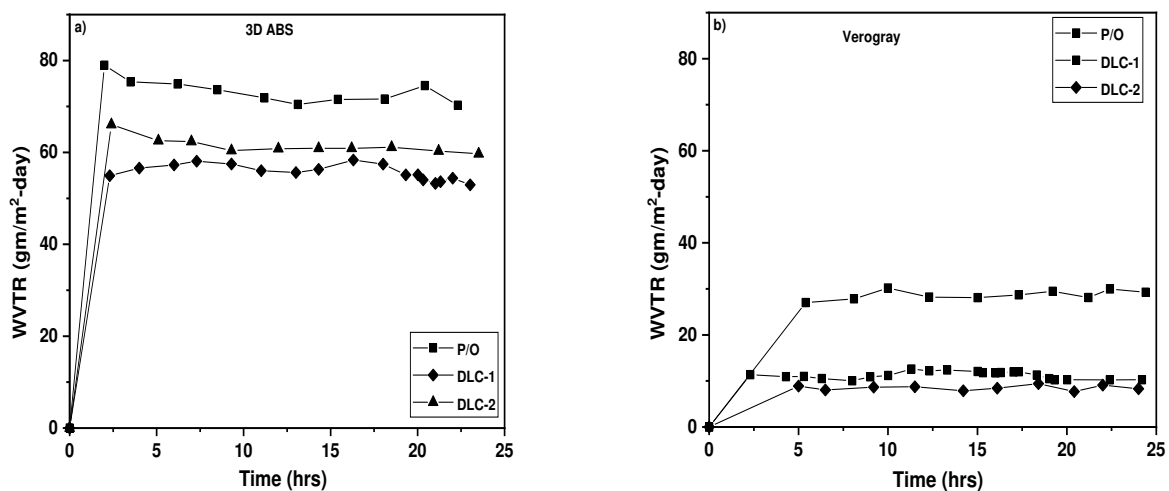 a)
3D ABS
80
60
40
20
0
WVTR (gm/m²-day)
P/O
DLC-1
DLC-2
0 5 10 15 20 25
Time (hrs)
b)
Verogray
P/O
DLC-1
DLC-2
80
60
40
20
0
WVTR (gm/m²-day)
0 5 10 15 20 25
Time (hrs)